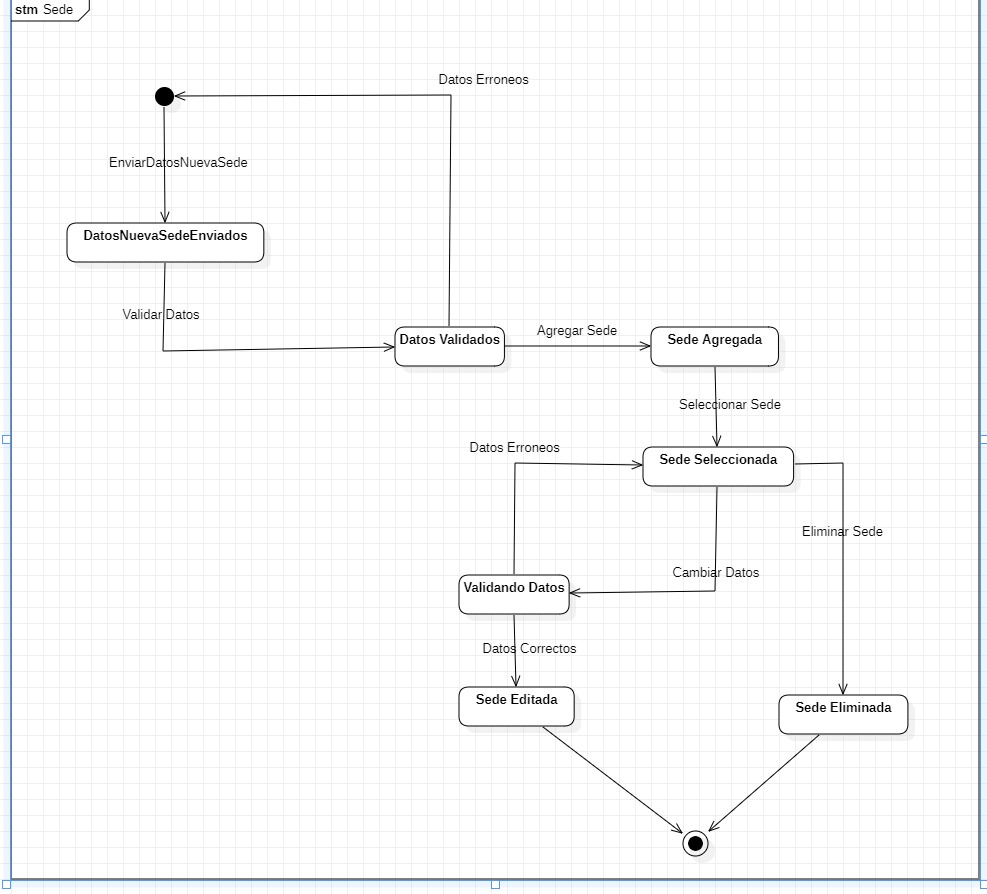 stm Sede
Datos Erroneos
EnviarDatosNuevaSede
DatosNuevaSedeEnviados
Validar Datos
Agregar Sede
Datos Validados
Sede Agregada
Seleccionar Sede
Datos Erroneos
Sede Seleccionada
Eliminar Sede
Cambiar Datos
Validando Datos
Datos Correctos
Sede Editada
Sede Eliminada